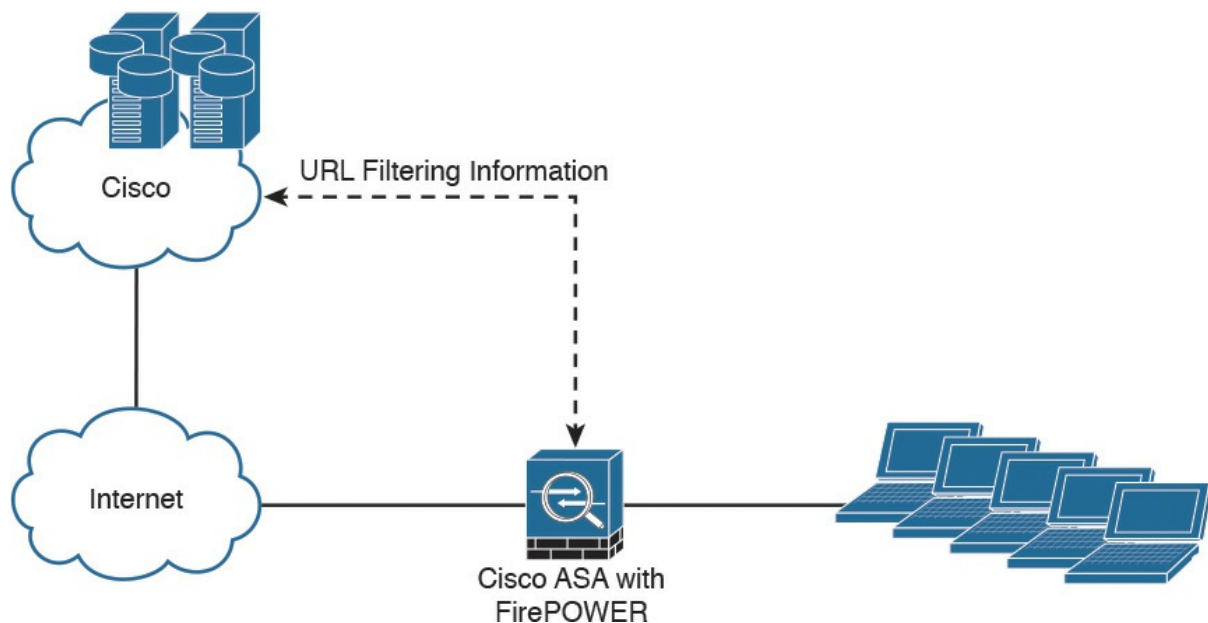 Cisco
URL Filtering Information
Internet
Cisco ASA with
FirePOWER